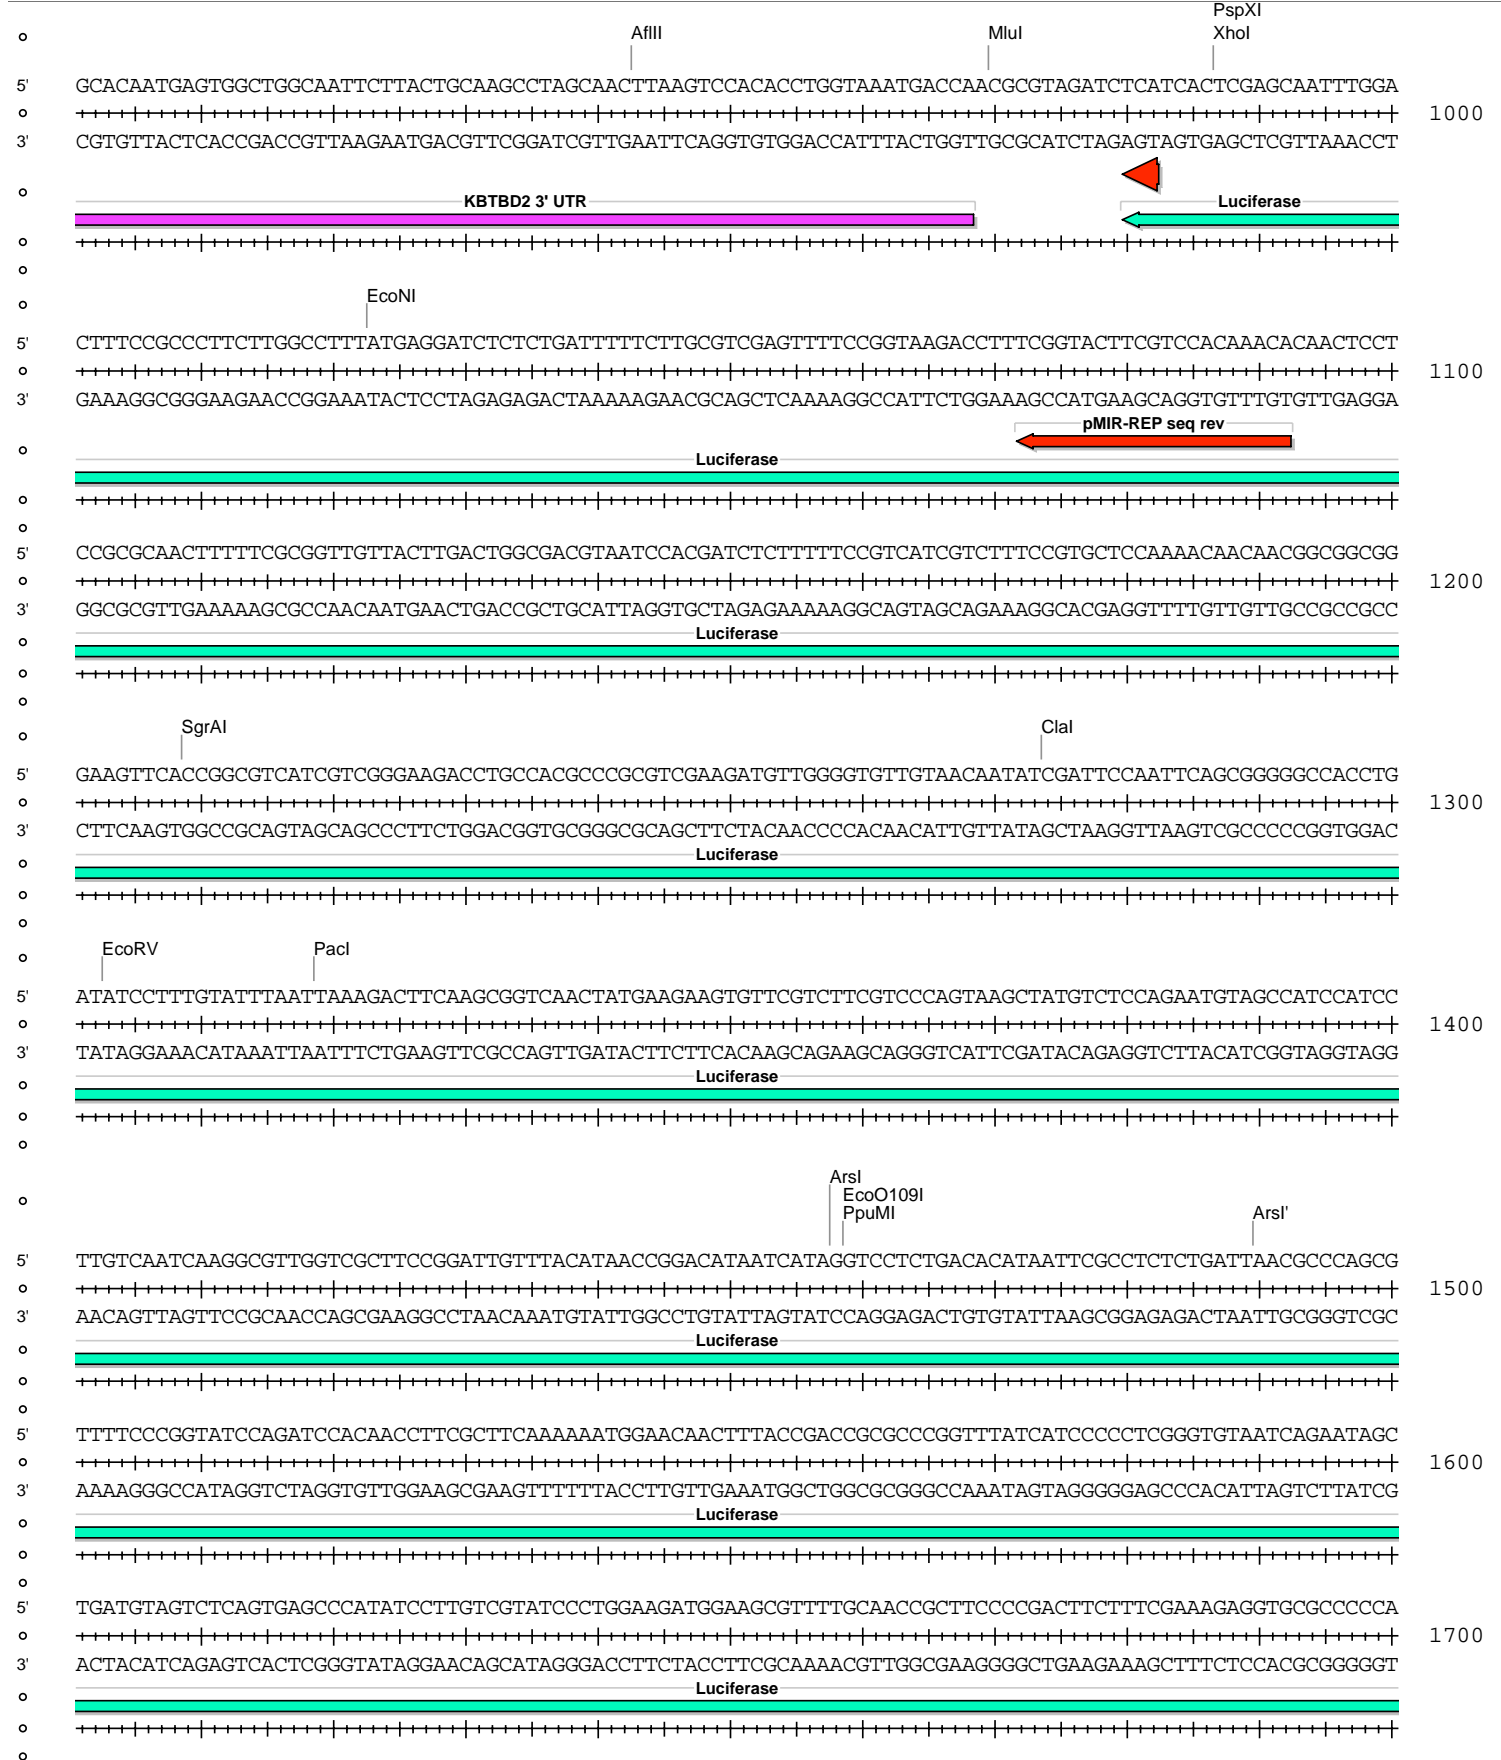 PspXI
AflII MluI XhoI
5' GCACAATGAGTGGCTGGCAATTCTTACTGCAAGCCTAGCAACTTAAGTCCACACCTGGTAAATGACCAACGCGTAGATCTCATCACTCGAGCAATTTGGA
1000
3' CGTGTTACTCACCGACCGTTAAGAATGACGTTCGGATCGTTGAATTCAGGTGTGGACCATTTACTGGTTGCGCATCTAGAGTAGTGAGCTCGTTAAACCT
KBTBD2 3' UTR Luciferase
EcoNI
5' CTTTCCGCCCTTCTTGGCCTTTATGAGGATCTCTCTGATTTTTCTTGCGTCGAGTTTTCCGGTAAGACCTTTCGGTACTTCGTCCACAAACACAACTCCT
1100
3' GAAAGGCGGGAAGAACCGGAAATACTCCTAGAGAGACTAAAAAGAACGCAGCTCAAAAGGCCATTCTGGAAAGCCATGAAGCAGGTGTTTGTGTTGAGGA
pMIR-REP seq rev
Luciferase
5' CCGCGCAACTTTTTCGCGGTTGTTACTTGACTGGCGACGTAATCCACGATCTCTTTTTCCGTCATCGTCTTTCCGTGCTCCAAAACAACAACGGCGGCGG
1200
3' GGCGCGTTGAAAAAGCGCCAACAATGAACTGACCGCTGCATTAGGTGCTAGAGAAAAAGGCAGTAGCAGAAAGGCACGAGGTTTTGTTGTTGCCGCCGCC
Luciferase
SgrAI ClaI
5' GAAGTTCACCGGCGTCATCGTCGGGAAGACCTGCCACGCCCGCGTCGAAGATGTTGGGGTGTTGTAACAATATCGATTCCAATTCAGCGGGGGCCACCTG
1300
3' CTTCAAGTGGCCGCAGTAGCAGCCCTTCTGGACGGTGCGGGCGCAGCTTCTACAACCCCACAACATTGTTATAGCTAAGGTTAAGTCGCCCCCGGTGGAC
Luciferase
EcoRV PacI
5' ATATCCTTTGTATTTAATTAAAGACTTCAAGCGGTCAACTATGAAGAAGTGTTCGTCTTCGTCCCAGTAAGCTATGTCTCCAGAATGTAGCCATCCATCC
1400
3' TATAGGAAACATAAATTAATTTCTGAAGTTCGCCAGTTGATACTTCTTCACAAGCAGAAGCAGGGTCATTCGATACAGAGGTCTTACATCGGTAGGTAGG
Luciferase
ArsI
EcoO109I
PpuMI ArsI'
5' TTGTCAATCAAGGCGTTGGTCGCTTCCGGATTGTTTACATAACCGGACATAATCATAGGTCCTCTGACACATAATTCGCCTCTCTGATTAACGCCCAGCG
1500
3' AACAGTTAGTTCCGCAACCAGCGAAGGCCTAACAAATGTATTGGCCTGTATTAGTATCCAGGAGACTGTGTATTAAGCGGAGAGACTAATTGCGGGTCGC
Luciferase
5' TTTTCCCGGTATCCAGATCCACAACCTTCGCTTCAAAAAATGGAACAACTTTACCGACCGCGCCCGGTTTATCATCCCCCTCGGGTGTAATCAGAATAGC
1600
3' AAAAGGGCCATAGGTCTAGGTGTTGGAAGCGAAGTTTTTTACCTTGTTGAAATGGCTGGCGCGGGCCAAATAGTAGGGGGAGCCCACATTAGTCTTATCG
Luciferase
5' TGATGTAGTCTCAGTGAGCCCATATCCTTGTCGTATCCCTGGAAGATGGAAGCGTTTTGCAACCGCTTCCCCGACTTCTTTCGAAAGAGGTGCGCCCCCA
1700
3' ACTACATCAGAGTCACTCGGGTATAGGAACAGCATAGGGACCTTCTACCTTCGCAAAACGTTGGCGAAGGGGCTGAAGAAAGCTTTCTCCACGCGGGGGT
Luciferase